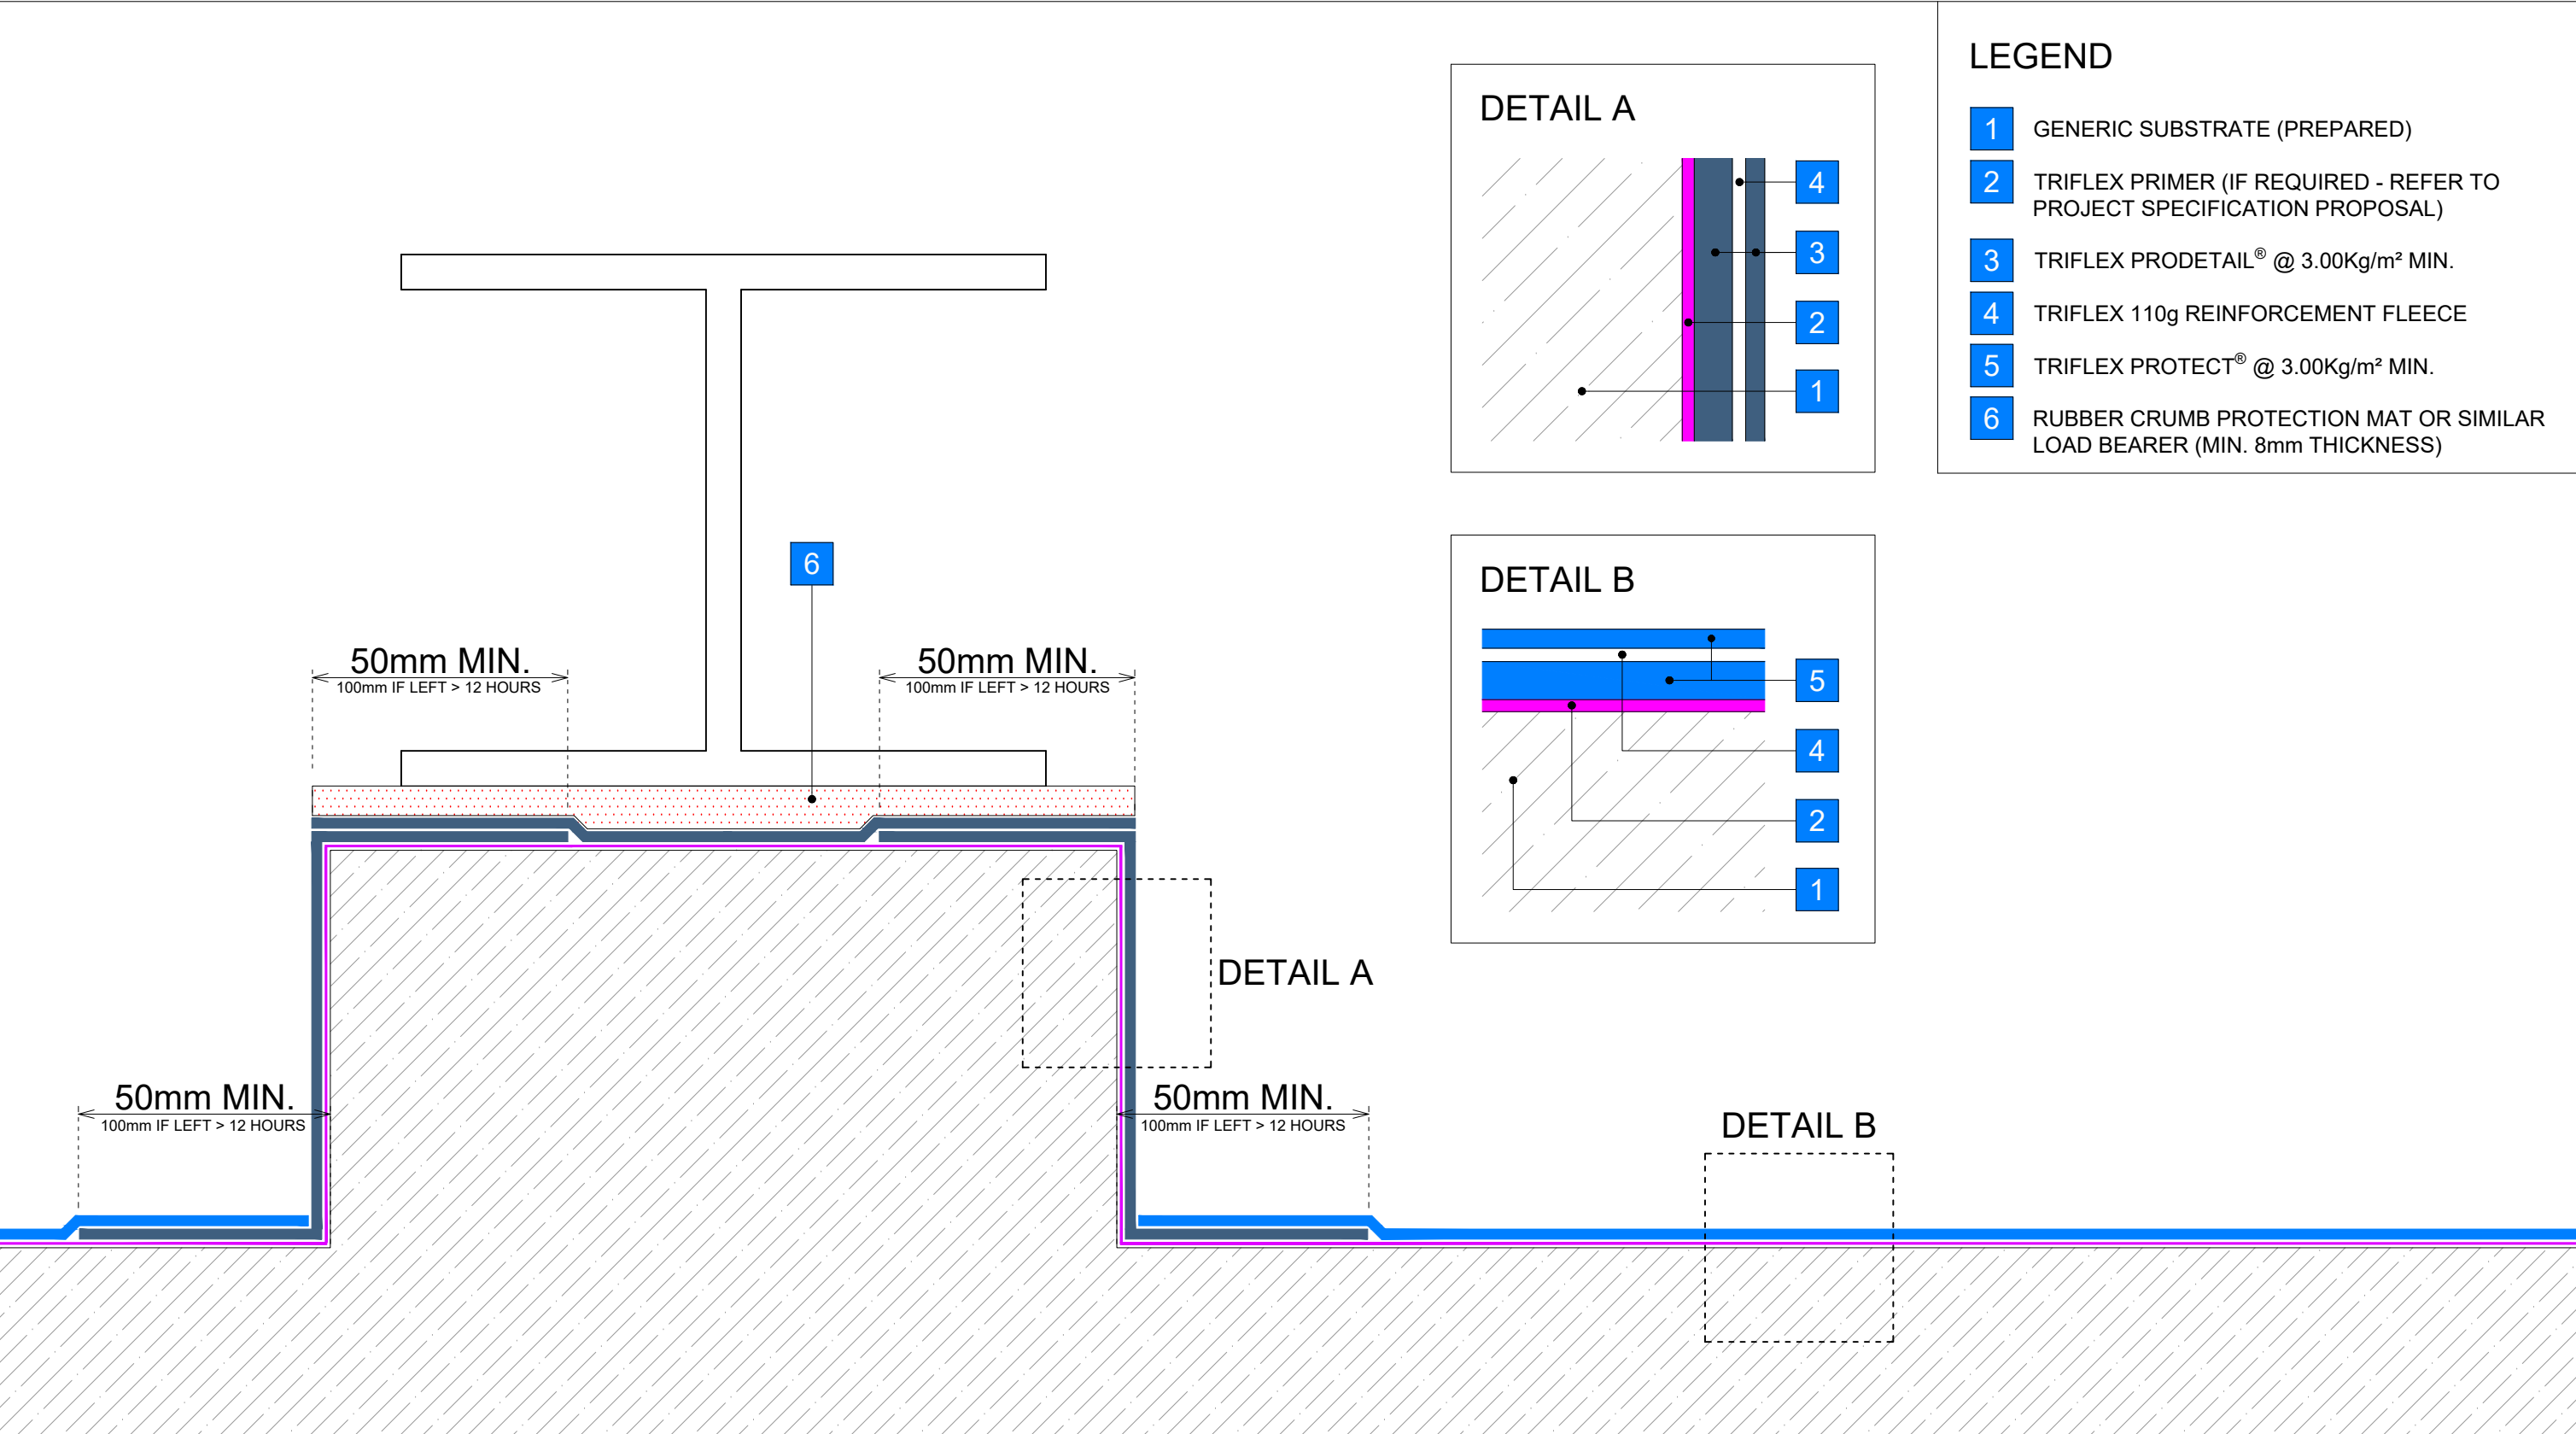 LEGEND
1 GENERIC SUBSTRATE (PREPARED)
2 TRIFLEX PRIMER (IF REQUIRED - REFER TO
PROJECT SPECIFICATION PROPOSAL)
3 TRIFLEX PRODETAIL® @ 3.00Kg/m² MIN.
4 TRIFLEX 110g REINFORCEMENT FLEECE
5 TRIFLEX PROTECT® @ 3.00Kg/m² MIN.
6 RUBBER CRUMB PROTECTION MAT OR SIMILAR
LOAD BEARER (MIN. 8mm THICKNESS)
DETAIL A
4
3
2
1
DETAIL B
5
4
2
1
6
50mm MIN.
100mm IF LEFT > 12 HOURS
50mm MIN.
100mm IF LEFT > 12 HOURS
DETAIL A
50mm MIN.
100mm IF LEFT > 12 HOURS
50mm MIN.
100mm IF LEFT > 12 HOURS
DETAIL B